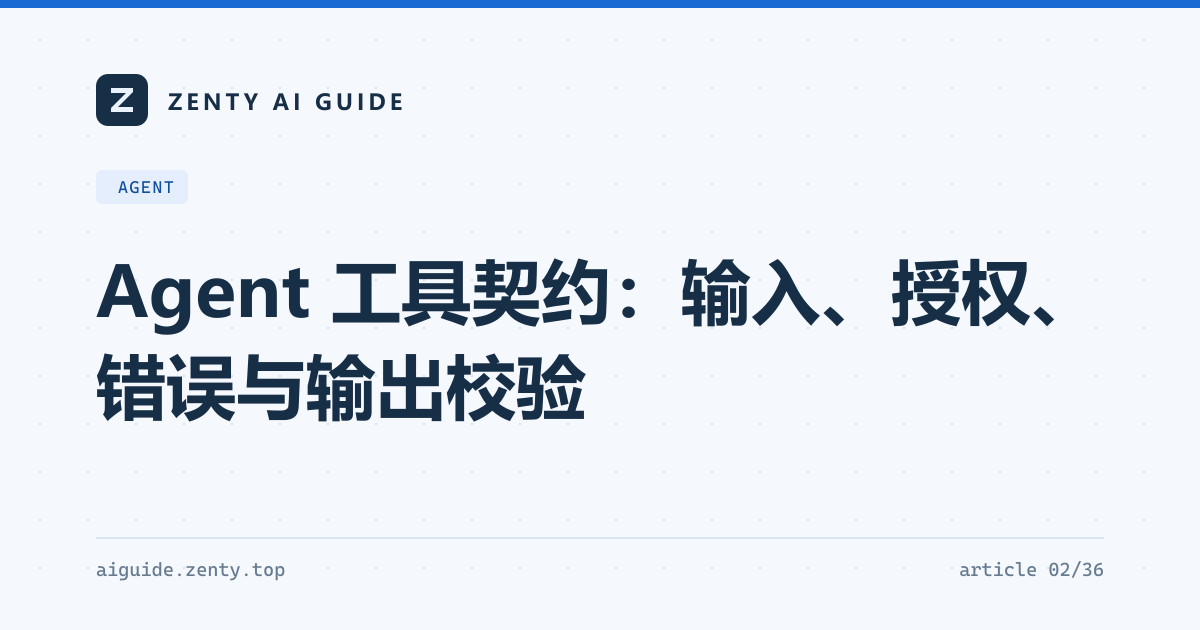 Z ZENTY AI GUIDE
AGENT
Agent 工具契约：输入、授权、
错误与输出校验
aiguide.zenty.top
article 02/36